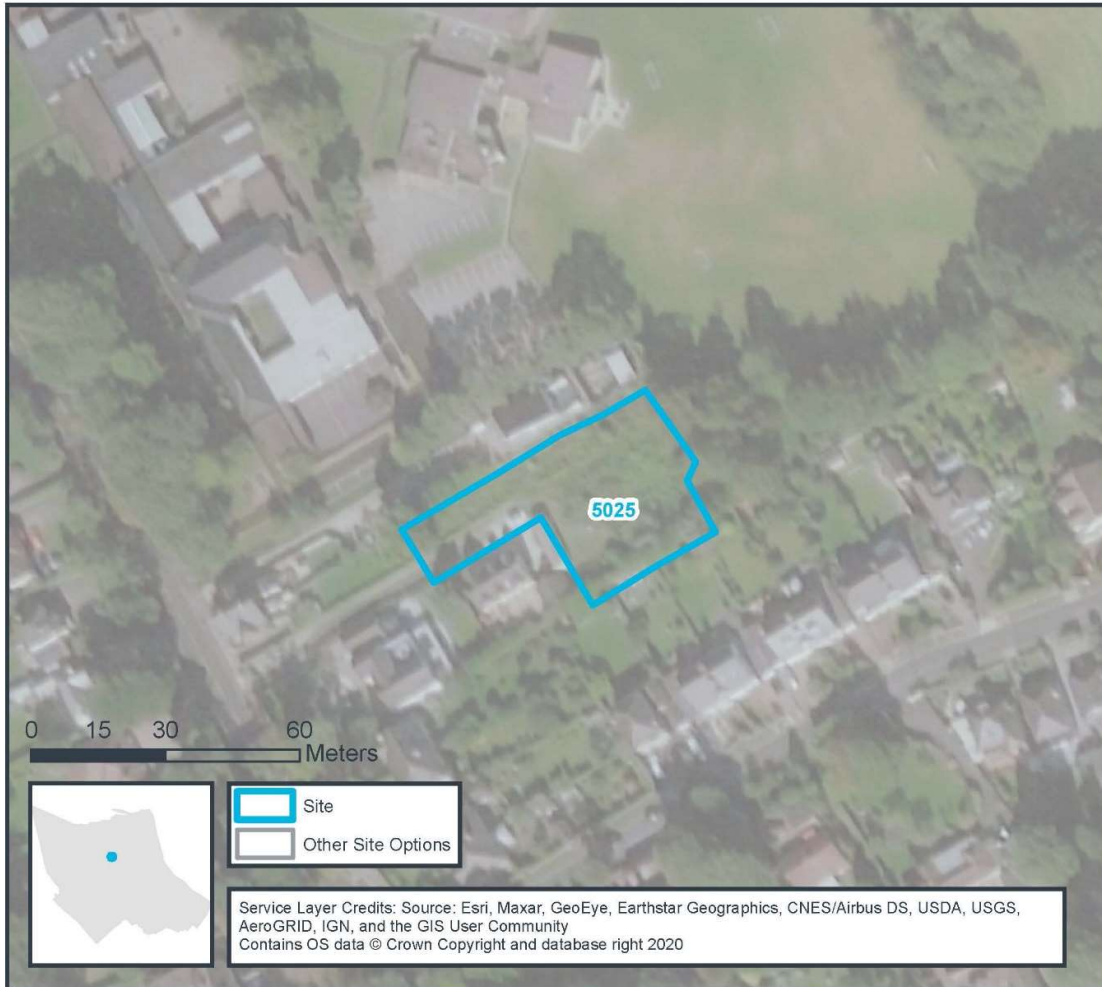 5025
0 15 30 60
Meters
Site
Other Site Options
Service Layer Credits: Source: Esri, Maxar, GeoEye, Earthstar Geographics, CNES/Airbus DS, USDA, USGS,
AeroGRID, IGN, and the GIS User Community
Contains OS data © Crown Copyright and database right 2020